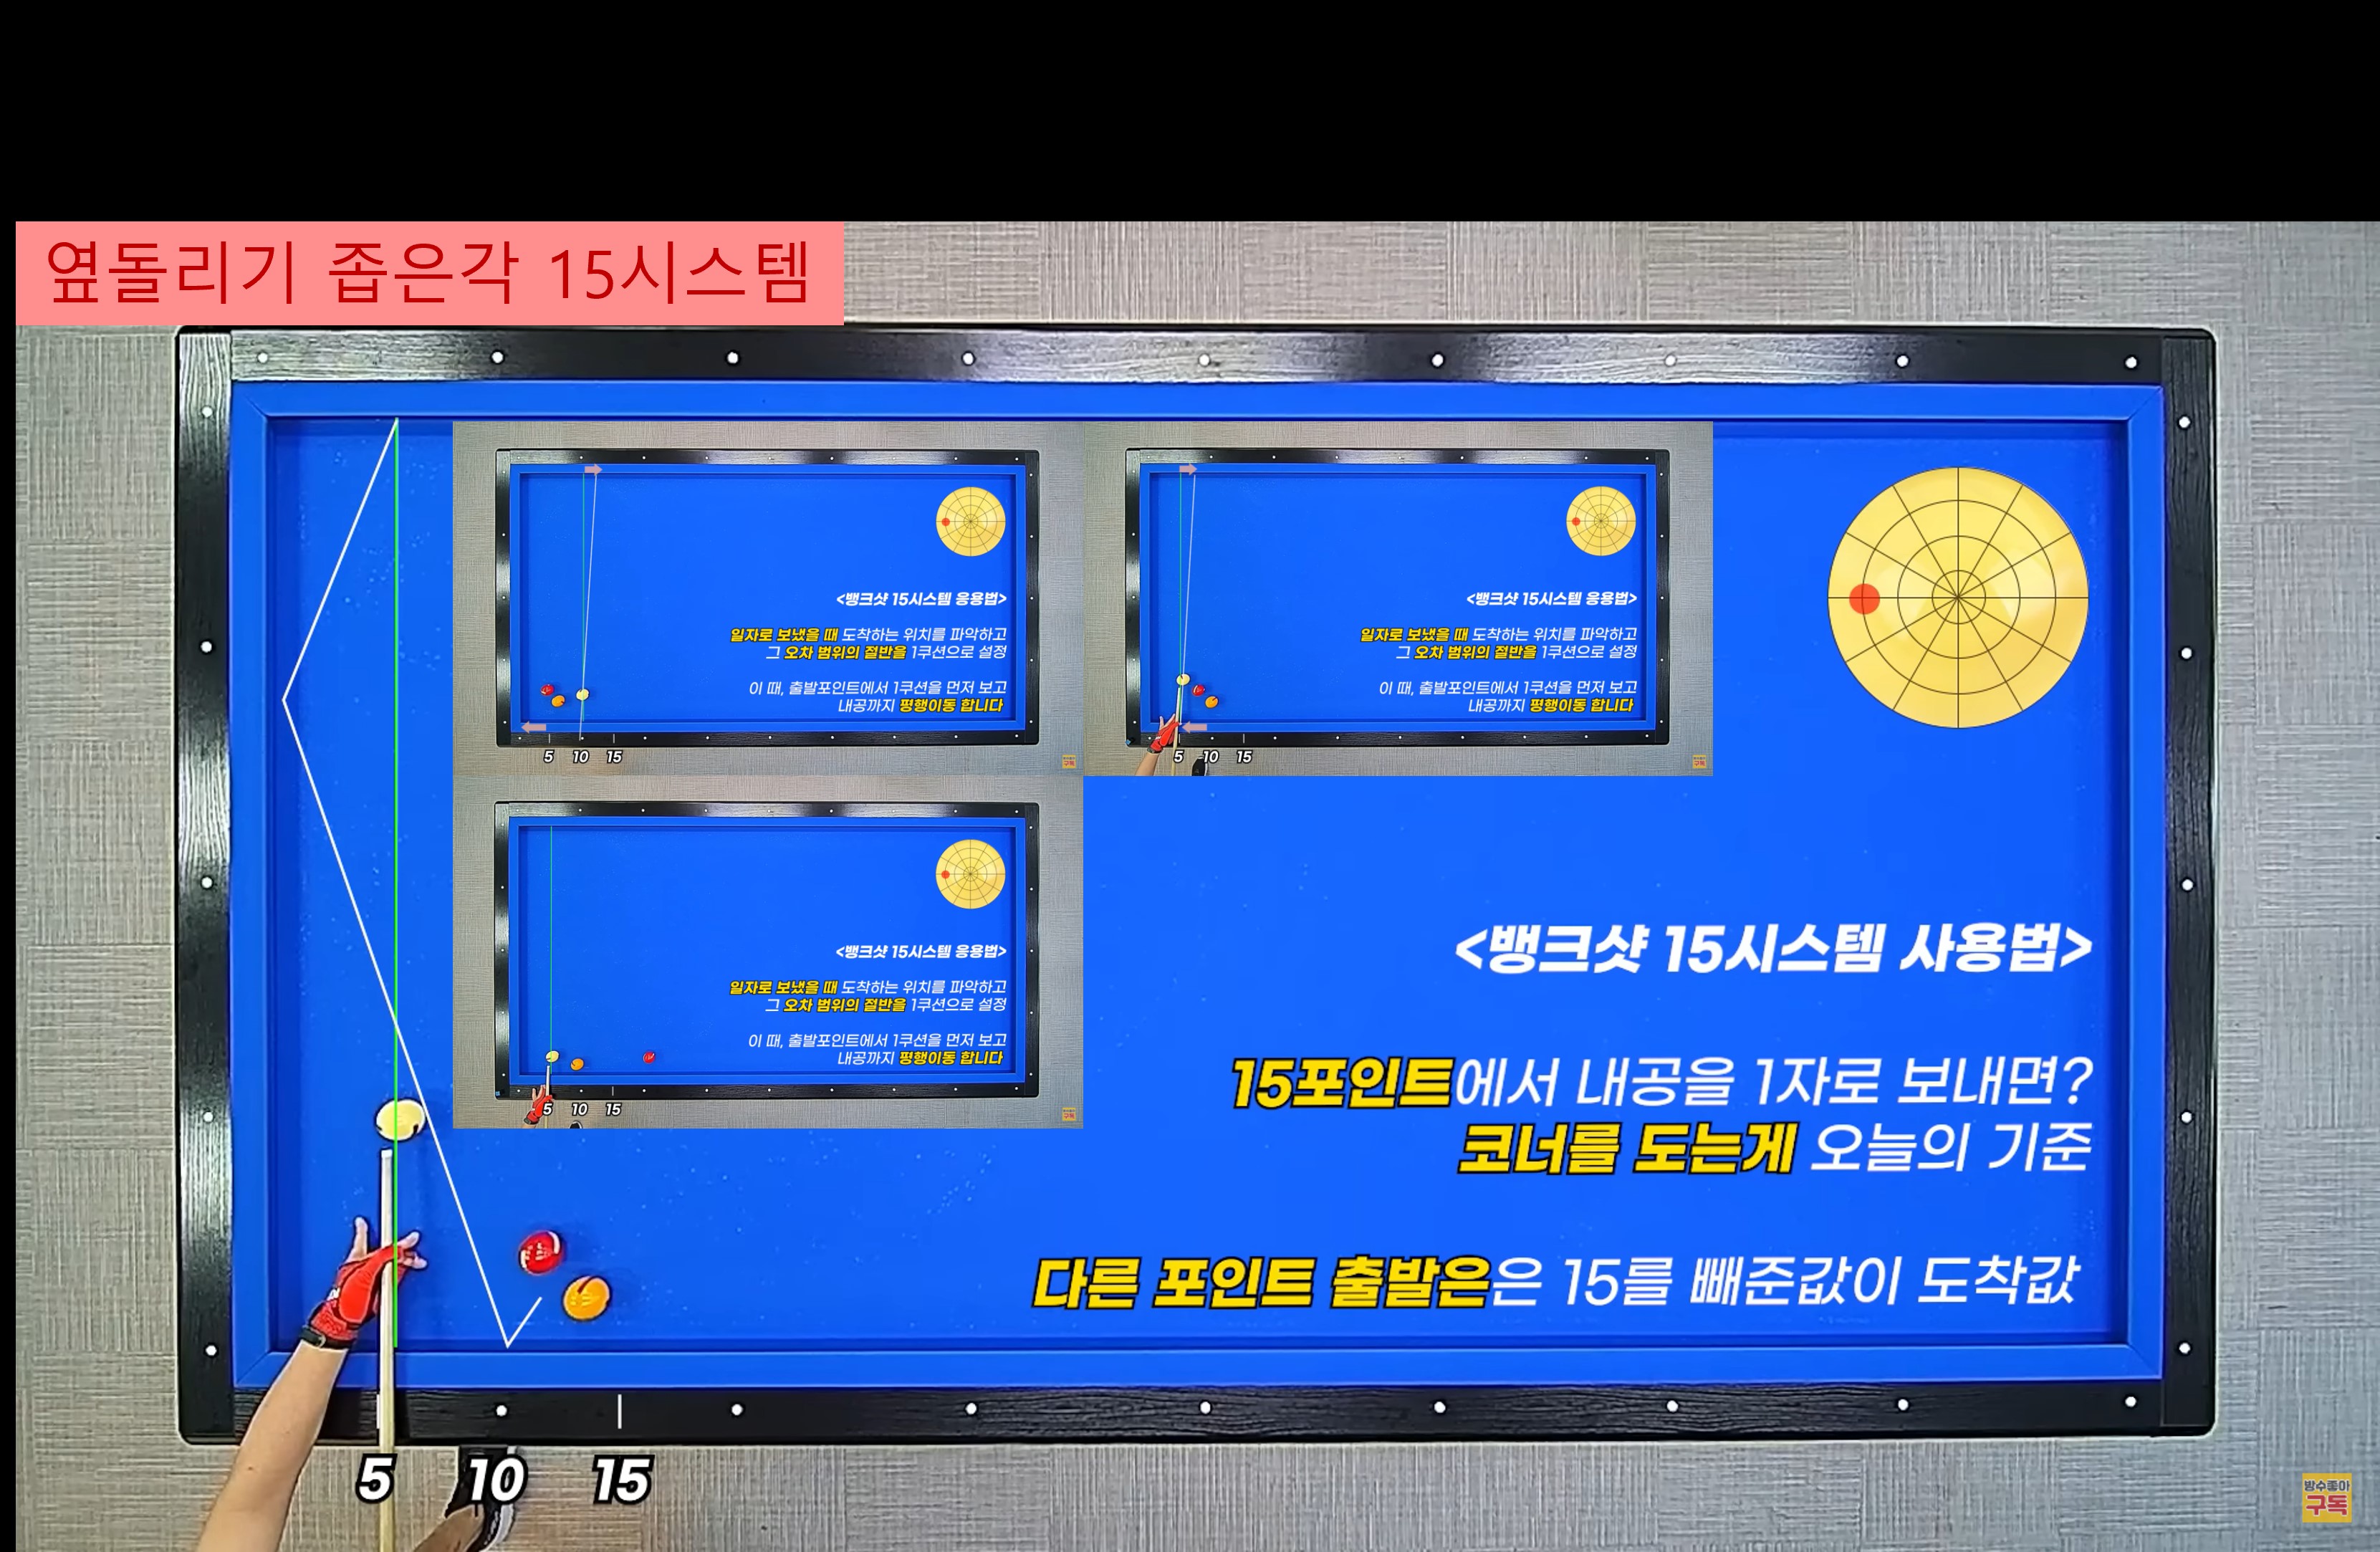 옆돌리기 좁은각 15시스템
<뱅크샷 15시스템 응용법>
일자로 보냈을 때 도착하는 위치를 파악하고
그 오차 범위의 절반을 1쿠션으로 설정
이 때, 출발포인트에서 1쿠션을 먼저 보고
내공까지 평행이동 합니다
5 10 15
<뱅크샷 15시스템 응용법>
일자로 보냈을 때 도착하는 위치를 파악하고
그 오차 범위의 절반을 1쿠션으로 설정
이 때, 출발포인트에서 1쿠션을 먼저 보고
내공까지 평행이동 합니다
5 10 15
<뱅크샷 15시스템 응용법>
일자로 보냈을 때 도착하는 위치를 파악하고
그 오차 범위의 절반을 1쿠션으로 설정
이 때, 출발포인트에서 1쿠션을 먼저 보고
내공까지 평행이동 합니다
5 10 15
<뱅크샷 15시스템 사용법>
15포인트에서 내공을 1자로 보내면?
코너를 도는게 오늘의 기준
다른 포인트 출발은은 15를 빼준값이 도착값
5 10 15
방수좋아
구독